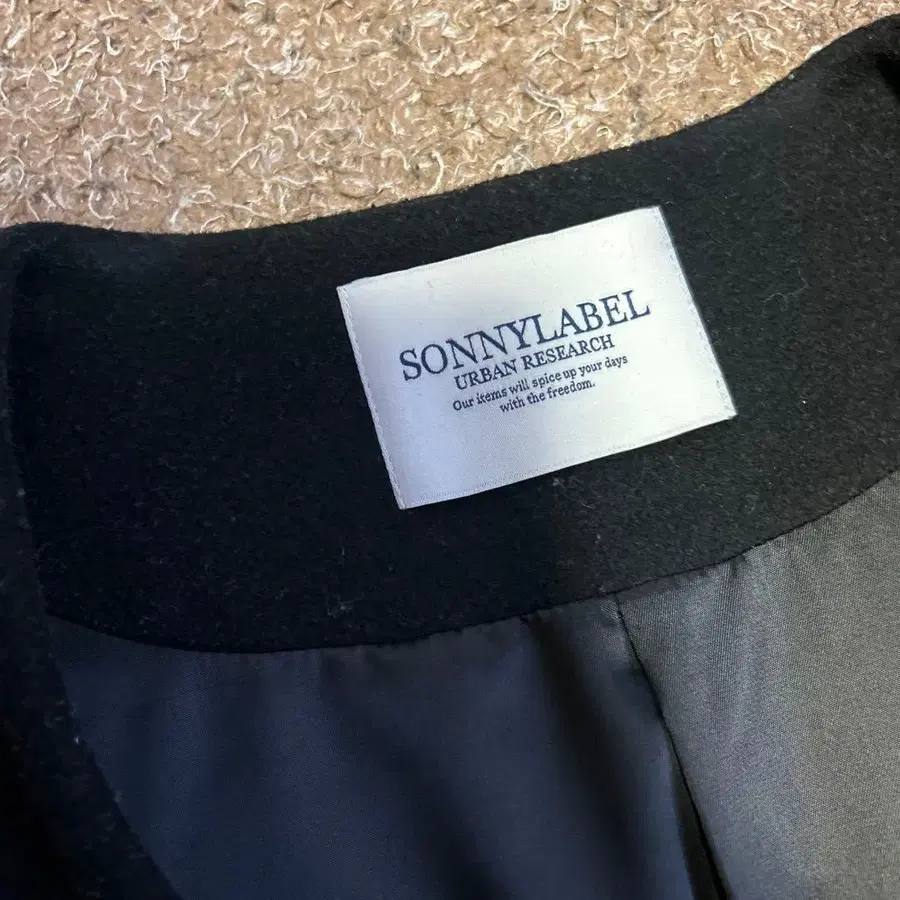 SONNYLABEL
URBAN RESEARCH
Our items will spice up your days
with the freedom.